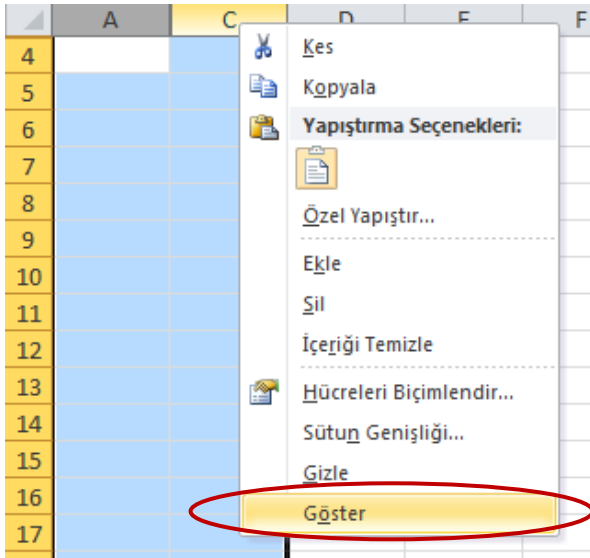 A C D E F
4
5
6
7
8
9
10
11
12
13
14
15
16
17
Kes
Kopyala
Yapıştırma Seçenekleri:
Özel Yapıştır...
Ekle
Sil
İçeriği Temizle
Hücreleri Biçimlendir...
Sütun Genişliği...
Gizle
Göster